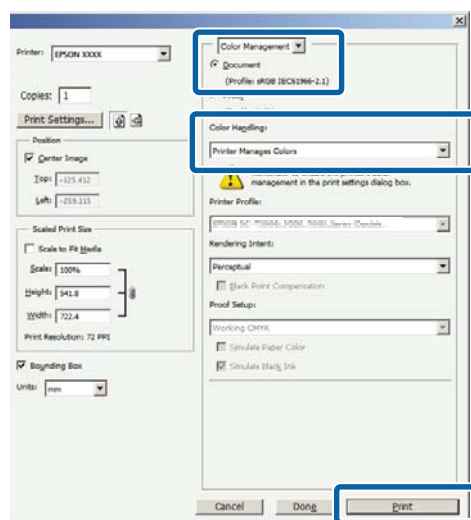 Printer: EPSON XXXX
Copies: 1
Print Settings...
Position
Center Image
Top: -125.412
Left: -259.115
Scaled Print Size
Scale to Fit Media
Scale: 100%
Height: 541.8
Width: 722.4
Print Resolution: 72 PPI
Bounding Box
Units: mm
Color Management
Document
(Profile: sRGB IEC61966-2.1)
Color Handling:
Printer Manages Colors
management in the print settings dialog box.
Printer Profile:
Rendering Intent:
Perceptual
Black Point Compensation
Proof Setup:
Working CMYK
Simulate Paper Color
Simulate Black Ink
Cancel
Done
Print